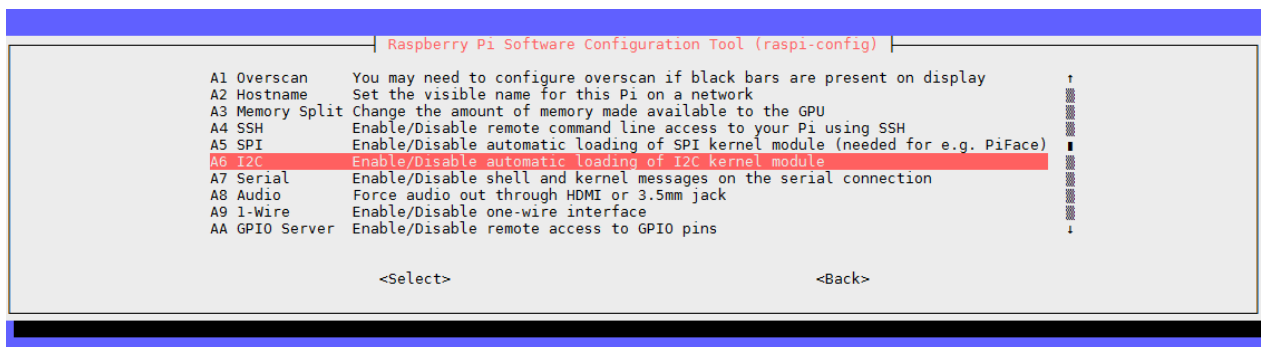 Raspberry Pi Software Configuration Tool (raspi-config)
A1 Overscan You may need to configure overscan if black bars are present on display
A2 Hostname Set the visible name for this Pi on a network
A3 Memory Split Change the amount of memory made available to the GPU
A4 SSH Enable/Disable remote command line access to your Pi using SSH
A5 SPI Enable/Disable automatic loading of SPI kernel module (needed for e.g. PiFace)
A6 I2C Enable/Disable automatic loading of I2C kernel module
A7 Serial Enable/Disable shell and kernel messages on the serial connection
A8 Audio Force audio out through HDMI or 3.5mm jack
A9 1-Wire Enable/Disable one-wire interface
AA GPIO Server Enable/Disable remote access to GPIO pins
<Select> <Back>